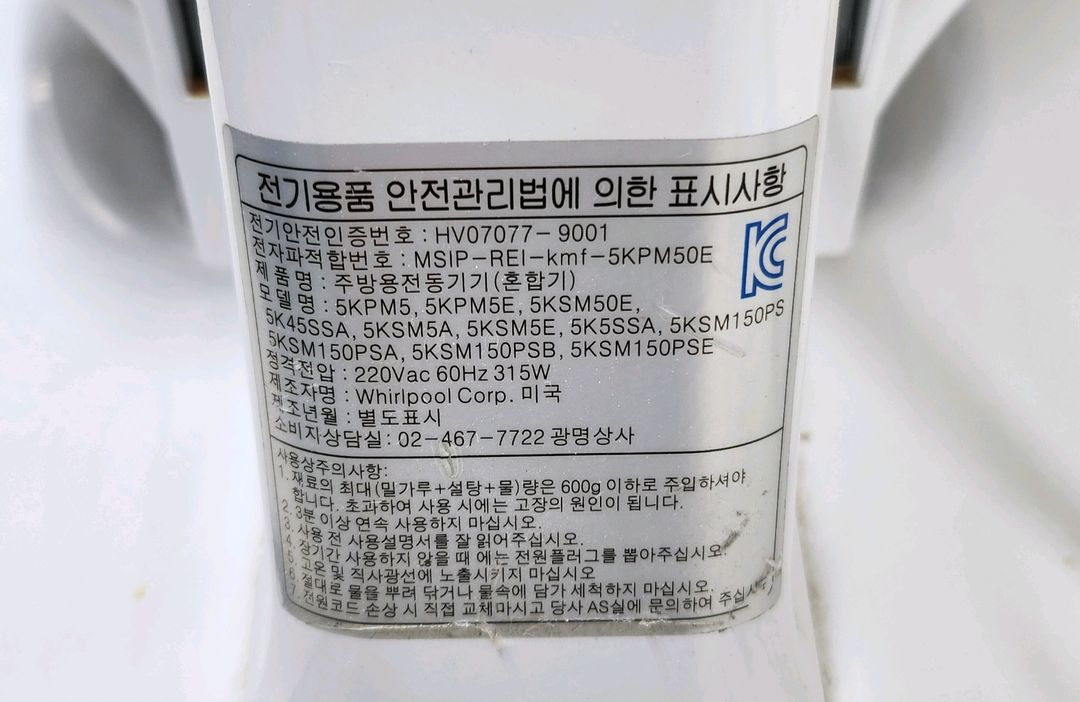 전기용품 안전관리법에 의한 표시사항
전기안전인증번호 : HV07077-9001
전자파적합번호 : MSIP-REI-kmf-5KPM50E
제 품 명 : 주방용전동기기(혼합기)
모 델 명 : 5KPM5, 5KPM5E, 5KSM50E,
5K45SSA, 5KSM5A, 5KSM5E, 5K5SSA, 5KSM150PS
5KSM150PSA, 5KSM150PSB, 5KSM150PSE
정격전압 : 220Vac 60Hz 315W
제조자명 : Whirlpool Corp. 미국
제조년월 : 별도표시
소비자상담실: 02-467-7722 광명상사
사용상주의사항:
1. 재료의 최대(밀가루+설탕+물)량은 600g 이하로 주입하셔야
합니다. 초과하여 사용 시에는 고장의 원인이 됩니다.
2. 3분 이상 연속 사용하지 마십시오.
3. 사용 전 사용설명서를 잘 읽어주십시오.
4. 장기간 사용하지 않을 때 에는 전원플러그를 뽑아주십시오.
5. 고온 및 직사광선에 노출시키지 마십시오
6. 절대로 물을 뿌려 닦거나 물속에 담가 세척하지 마십시오.
7. 전원코드 손상 시 직접 교체마시고 당사 AS실에 문의하여 주십시오.
KC